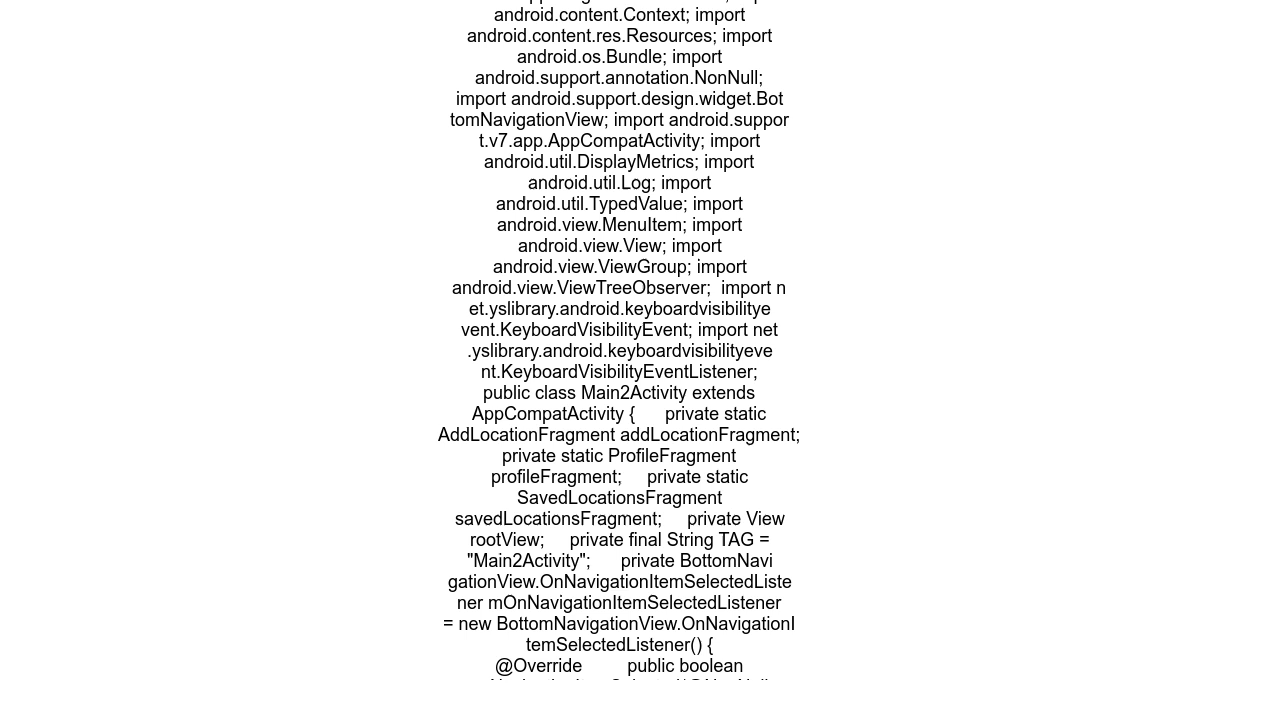 android.content.Context; import
android.content.res.Resources; import
android.os.Bundle; import
android.support.annotation.NonNull;
import android.support.design.widget.Bot
tomNavigationView; import android.suppor
t.v7.app.AppCompatActivity; import
android.util.DisplayMetrics; import
android.util.Log; import
android.util.TypedValue; import
android.view.MenuItem; import
android.view.View; import
android.view.ViewGroup; import
android.view.ViewTreeObserver;  import n
et.yslibrary.android.keyboardvisibilitye
vent.KeyboardVisibilityEvent; import net
.yslibrary.android.keyboardvisibilityeve
nt.KeyboardVisibilityEventListener;
public class Main2Activity extends
AppCompatActivity {      private static
AddLocationFragment addLocationFragment;
private static ProfileFragment
profileFragment;     private static
SavedLocationsFragment
savedLocationsFragment;     private View
rootView;     private final String TAG =
"Main2Activity";      private BottomNavi
gationView.OnNavigationItemSelectedListe
ner mOnNavigationItemSelectedListener
= new BottomNavigationView.OnNavigationI
temSelectedListener() {
@Override         public boolean